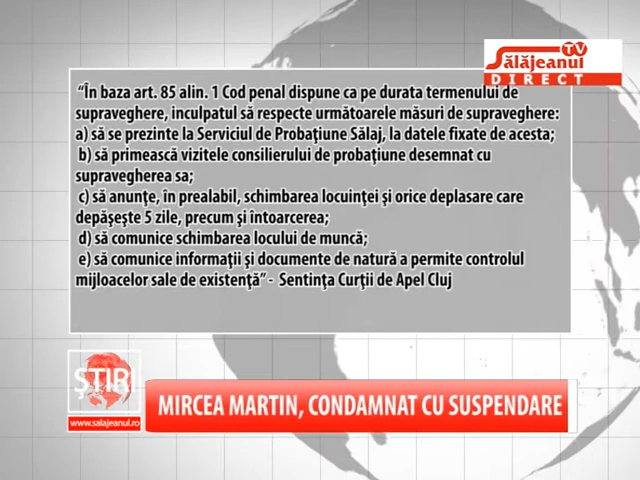 Sălăjeanul TV
DIRECT
“În baza art. 85 alin. 1 Cod penal dispune ca pe durata termenului de
supraveghere, inculpatul să respecte următoarele măsuri de supraveghere:
a) să se prezinte la Serviciul de Probaţiune Sălaj, la datele fixate de acesta;
b) să primească vizitele consilierului de probaţiune desemnat cu
supravegherea sa;
c) să anunţe, în prealabil, schimbarea locuinţei şi orice deplasare care
depăşeşte 5 zile, precum şi întoarcerea;
d) să comunice schimbarea locului de muncă;
e) să comunice informaţii şi documente de natură a permite controlul
mijloacelor sale de existenţă” - Sentinţa Curţii de Apel Cluj
ŞTIRI
www.salajeanul.ro
MIRCEA MARTIN, CONDAMNAT CU SUSPENDARE